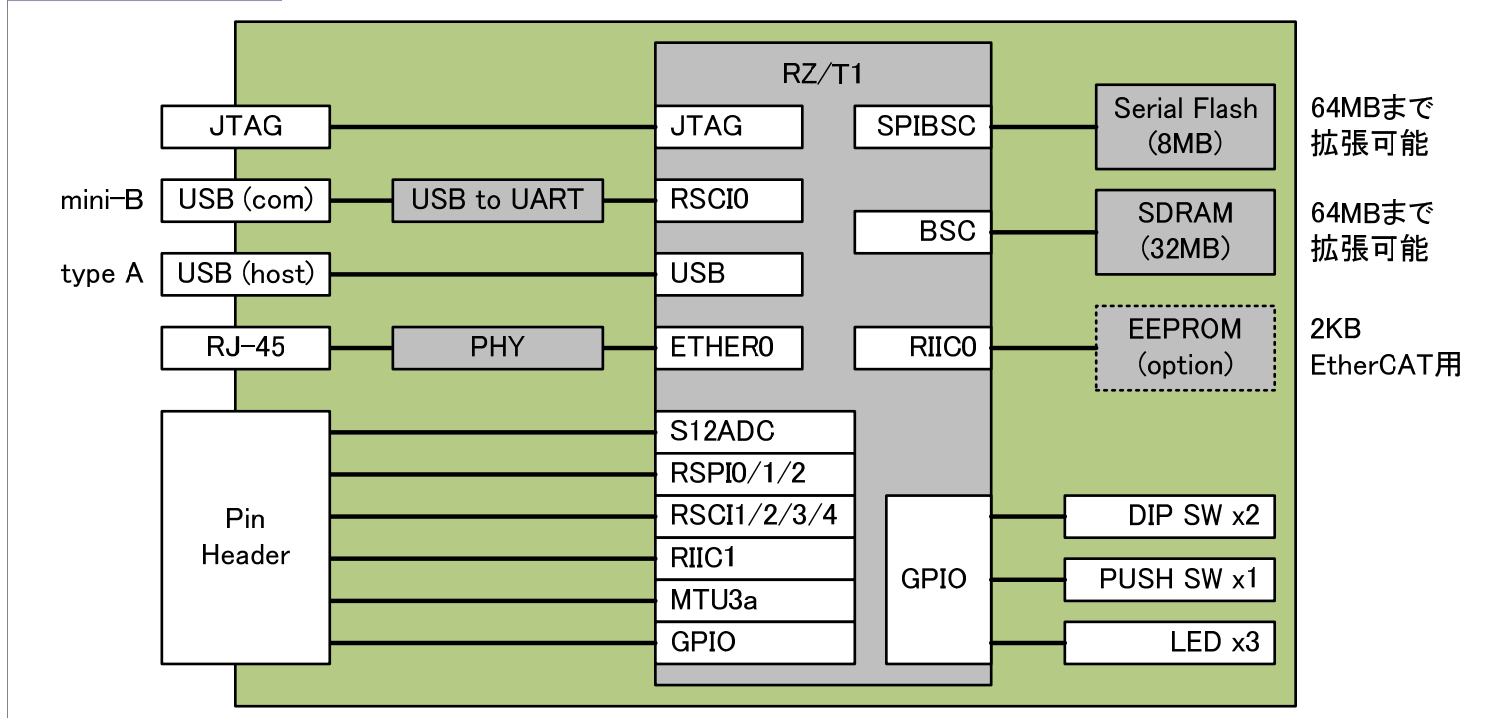 RZ/T1
JTAG
JTAG
SPIBSC
Serial Flash
(8MB)
64MBまで
拡張可能
mini-B
USB (com)
USB to UART
RSCI0
BSC
SDRAM
(32MB)
64MBまで
拡張可能
type A
USB (host)
USB
RJ-45
PHY
ETHER0
RIIC0
EEPROM
(option)
2KB
EtherCAT用
Pin
Header
S12ADC
RSPI0/1/2
RSCI1/2/3/4
RIIC1
MTU3a
GPIO
GPIO
DIP SW x2
PUSH SW x1
LED x3